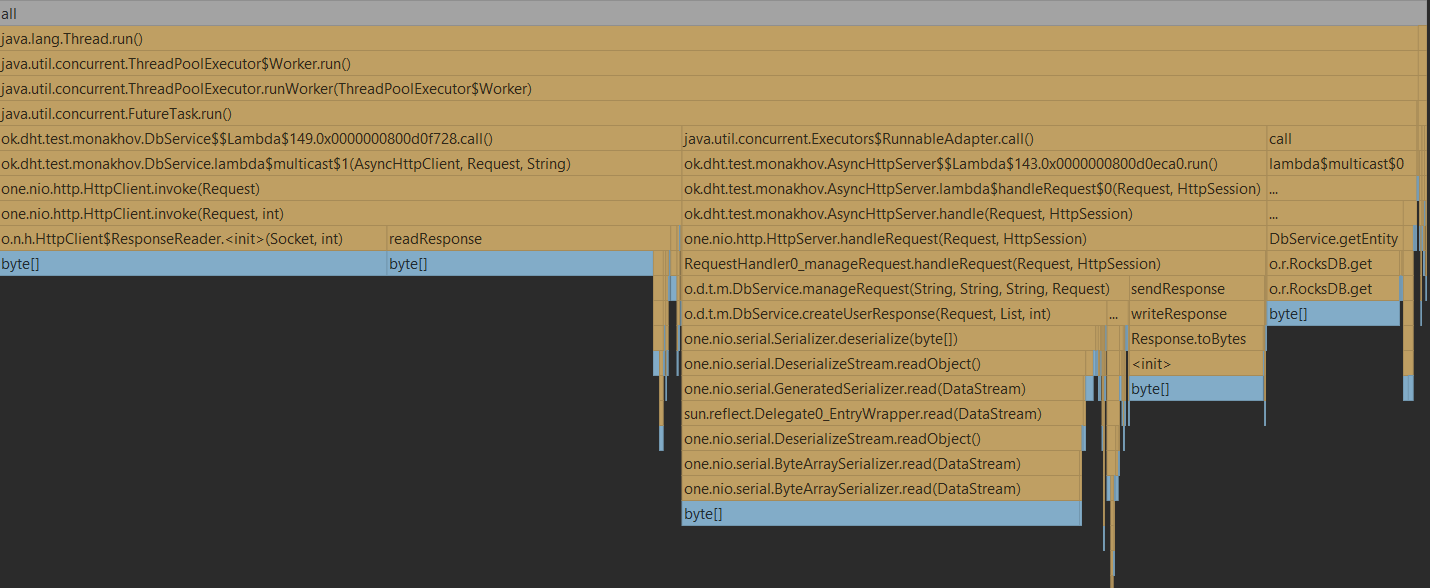 all
java.lang.Thread.run()
java.util.concurrent.ThreadPoolExecutor$Worker.run()
java.util.concurrent.ThreadPoolExecutor.runWorker(ThreadPoolExecutor$Worker)
java.util.concurrent.FutureTask.run()
ok.dht.test.monakhov.DbService$$Lambda$149.0x0000000800d0f728.call() java.util.concurrent.Executors$RunnableAdapter.call() call
ok.dht.test.monakhov.DbService.lambda$multicast$1(AsyncHttpClient, Request, String) ok.dht.test.monakhov.AsyncHttpServer$$Lambda$143.0x0000000800d0eca0.run() lambda$multicast$0
one.nio.http.HttpClient.invoke(Request) ok.dht.test.monakhov.AsyncHttpServer.lambda$handleRequest$0(Request, HttpSession) ...
one.nio.http.HttpClient.invoke(Request, int) ok.dht.test.monakhov.AsyncHttpServer.handle(Request, HttpSession) ...
o.n.h.HttpClient$ResponseReader.<init>(Socket, int) readResponse one.nio.http.HttpServer.handleRequest(Request, HttpSession) DbService.getEntity
byte[] byte[] RequestHandler0_manageRequest.handleRequest(Request, HttpSession) o.r.RocksDB.get
o.d.t.m.DbService.manageRequest(String, String, String, Request) sendResponse o.r.RocksDB.get
o.d.t.m.DbService.createUserResponse(Request, List, int) ... writeResponse byte[]
one.nio.serial.Serializer.deserialize(byte[]) Response.toBytes
one.nio.serial.DeserializeStream.readObject() <init>
one.nio.serial.GeneratedSerializer.read(DataStream) byte[]
sun.reflect.Delegate0_EntryWrapper.read(DataStream)
one.nio.serial.DeserializeStream.readObject()
one.nio.serial.ByteArraySerializer.read(DataStream)
one.nio.serial.ByteArraySerializer.read(DataStream)
byte[]